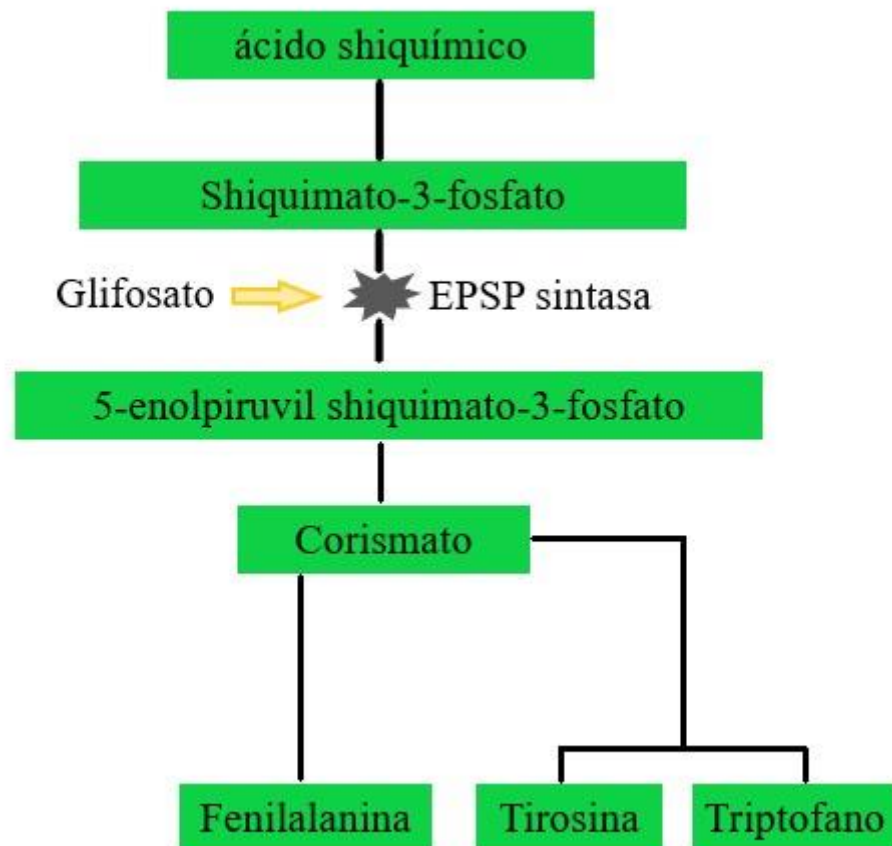 ácido shiquímico
Shiquimato-3-fosfato
Glifosato
EPSP sintasa
5-enolpiruvil shiquimato-3-fosfato
Corismato
Fenilalanina
Tirosina
Triptofano